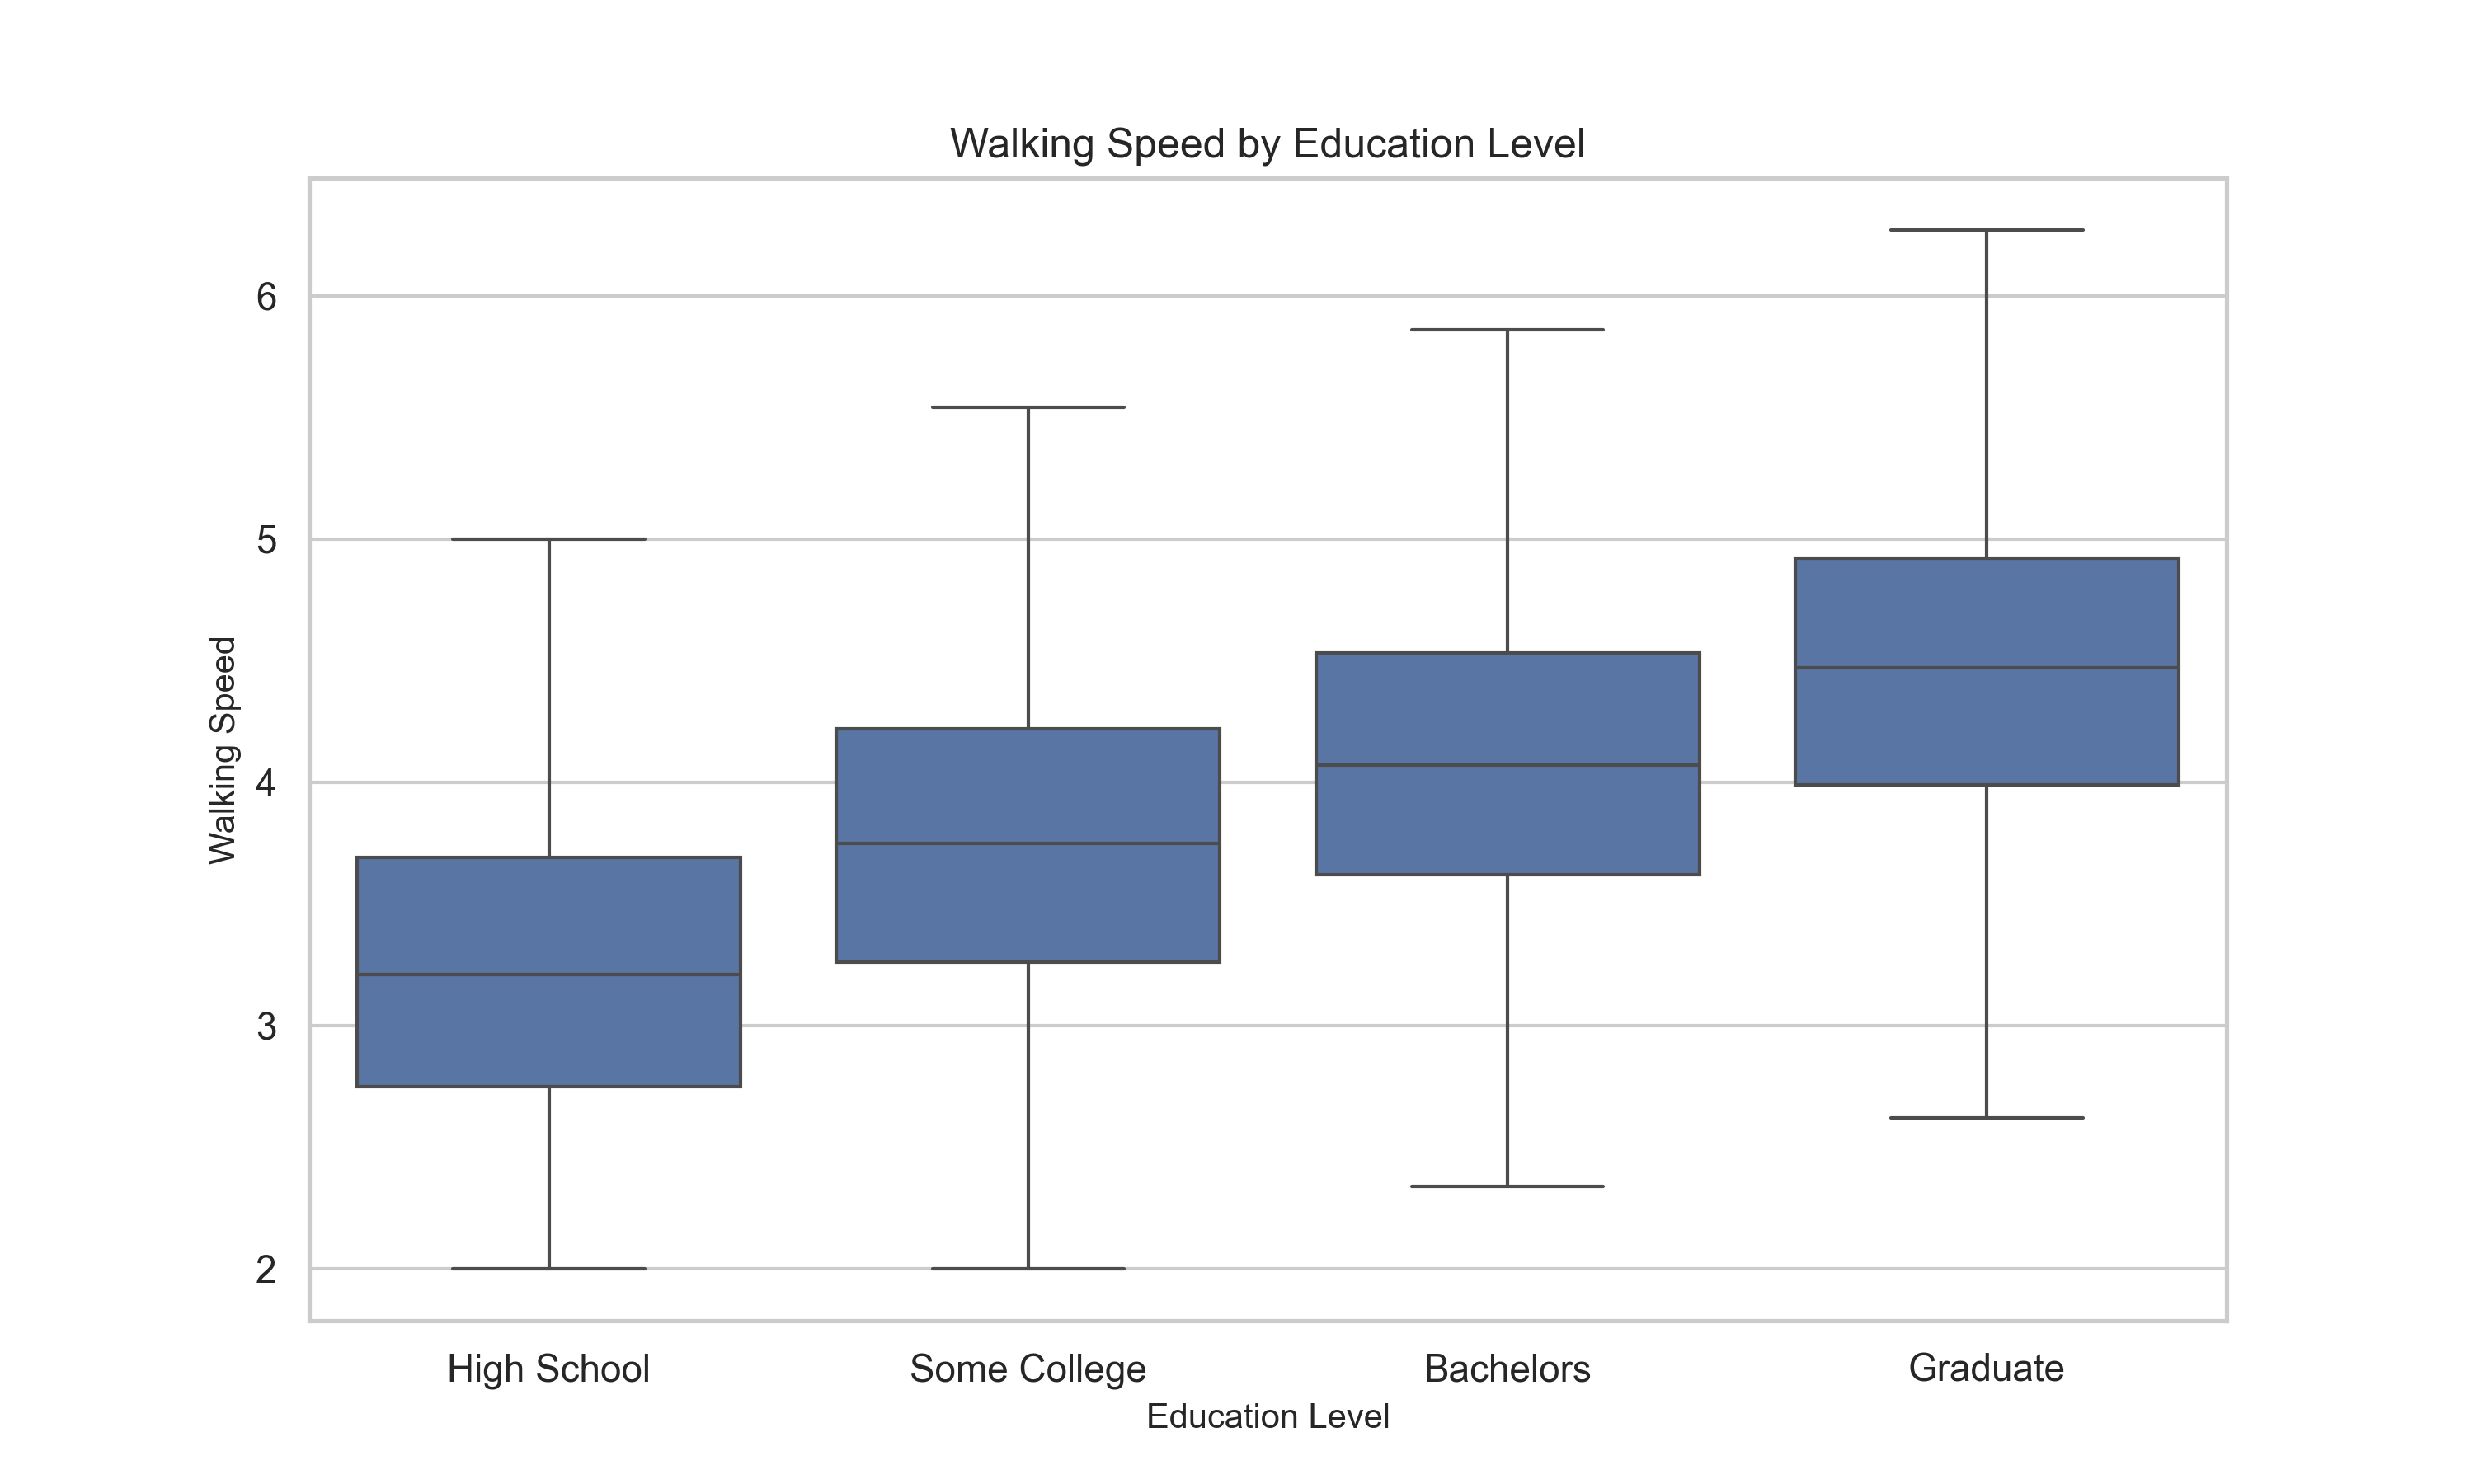 Walking Speed by Education Level
Walking Speed
6
5
4
3
2
High School
Some College
Bachelors
Graduate
Education Level